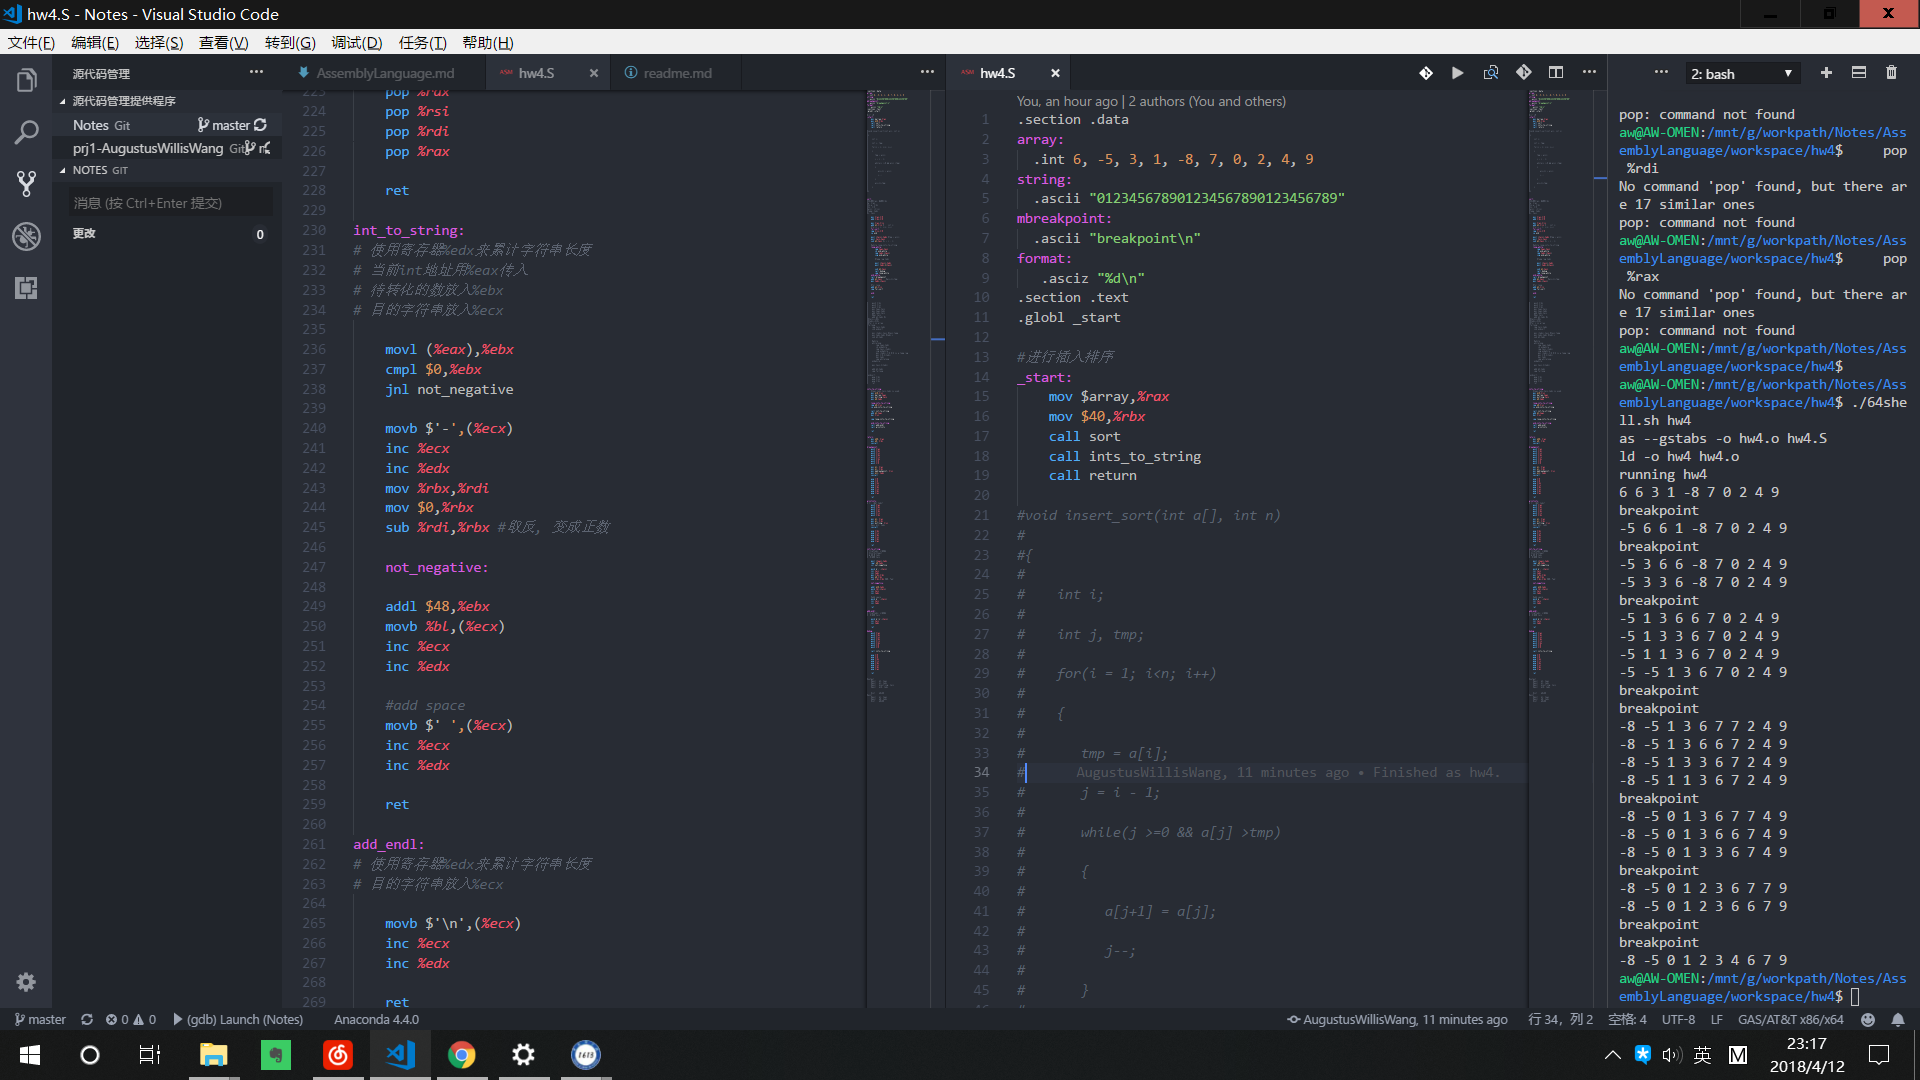 hw4.S - Notes - Visual Studio Code
文件(F) 编辑(E) 选择(S) 查看(V) 转到(G) 调试(D) 任务(T) 帮助(H)
源代码管理
源代码管理提供程序
Notes Git master
prj1-AugustusWillisWang Git
NOTES GIT
消息 (按 Ctrl+Enter 提交)
更改 0
AssemblyLanguage.md hw4.S readme.md
223 pop %rax
224 pop %rsi
225 pop %rdi
226 pop %rax
227
228 ret
229
230 int_to_string:
231 # 使用寄存器%edx来累计字符串长度
232 # 当前int地址用%eax传入
233 # 待转化的数放入%ebx
234 # 目的字符串放入%ecx
235
236 movl (%eax),%ebx
237 cmpl $0,%ebx
238 jnl not_negative
239
240 movb $'-',(%ecx)
241 inc %ecx
242 inc %edx
243 mov %rbx,%rdi
244 mov $0,%rbx
245 sub %rdi,%rbx #取反, 变成正数
246
247 not_negative:
248
249 addl $48,%ebx
250 movb %bl,(%ecx)
251 inc %ecx
252 inc %edx
253
254 #add space
255 movb $' ',(%ecx)
256 inc %ecx
257 inc %edx
258
259 ret
260
261 add_endl:
262 # 使用寄存器%edx来累计字符串长度
263 # 目的字符串放入%ecx
264
265 movb $'\n',(%ecx)
266 inc %ecx
267 inc %edx
268
269 ret
hw4.S
You, an hour ago | 2 authors (You and others)
1 .section .data
2 array:
3 .int 6, -5, 3, 1, -8, 7, 0, 2, 4, 9
4 string:
5 .ascii "012345678901234567890123456789"
6 mbreakpoint:
7 .ascii "breakpoint\n"
8 format:
9 .asciz "%d\n"
10 .section .text
11 .globl _start
12
13 #进行插入排序
14 _start:
15 mov $array,%rax
16 mov $40,%rbx
17 call sort
18 call ints_to_string
19 call return
20
21 #void insert_sort(int a[], int n)
22 #
23 #{
24 #
25 # int i;
26 #
27 # int j, tmp;
28 #
29 # for(i = 1; i<n; i++)
30 #
31 # {
32 #
33 # tmp = a[i];
34 # AugustusWillisWang, 11 minutes ago • Finished as hw4.
35 # j = i - 1;
36 #
37 # while(j >=0 && a[j] >tmp)
38 #
39 # {
40 #
41 # a[j+1] = a[j];
42 #
43 # j--;
44 #
45 # }
2: bash
pop: command not found
aw@AW-OMEN:/mnt/g/workpath/Notes/Ass
emblyLanguage/workspace/hw4$ pop
%rdi
No command 'pop' found, but there ar
e 17 similar ones
pop: command not found
aw@AW-OMEN:/mnt/g/workpath/Notes/Ass
emblyLanguage/workspace/hw4$ pop
%rax
No command 'pop' found, but there ar
e 17 similar ones
pop: command not found
aw@AW-OMEN:/mnt/g/workpath/Notes/Ass
emblyLanguage/workspace/hw4$
aw@AW-OMEN:/mnt/g/workpath/Notes/Ass
emblyLanguage/workspace/hw4$ ./64she
ll.sh hw4
as --gstabs -o hw4.o hw4.S
ld -o hw4 hw4.o
running hw4
6 6 3 1 -8 7 0 2 4 9
breakpoint
-5 6 6 1 -8 7 0 2 4 9
breakpoint
-5 3 6 6 -8 7 0 2 4 9
-5 3 3 6 -8 7 0 2 4 9
breakpoint
-5 1 3 6 6 7 0 2 4 9
-5 1 3 3 6 7 0 2 4 9
-5 1 1 3 6 7 0 2 4 9
-5 -5 1 3 6 7 0 2 4 9
breakpoint
breakpoint
-8 -5 1 3 6 7 7 2 4 9
-8 -5 1 3 6 6 7 2 4 9
-8 -5 1 3 3 6 7 2 4 9
-8 -5 1 1 3 6 7 2 4 9
breakpoint
-8 -5 0 1 3 6 7 7 4 9
-8 -5 0 1 3 6 6 7 4 9
-8 -5 0 1 3 3 6 7 4 9
breakpoint
-8 -5 0 1 2 3 6 7 7 9
-8 -5 0 1 2 3 6 6 7 9
breakpoint
breakpoint
-8 -5 0 1 2 3 4 6 7 9
aw@AW-OMEN:/mnt/g/workpath/Notes/Ass
emblyLanguage/workspace/hw4$
master 0 0 (gdb) Launch (Notes) Anaconda 4.4.0 AugustusWillisWang, 11 minutes ago 行 34，列 2 空格: 4 UTF-8 LF GAS/AT&T x86/x64
英 M 23:17
2018/4/12